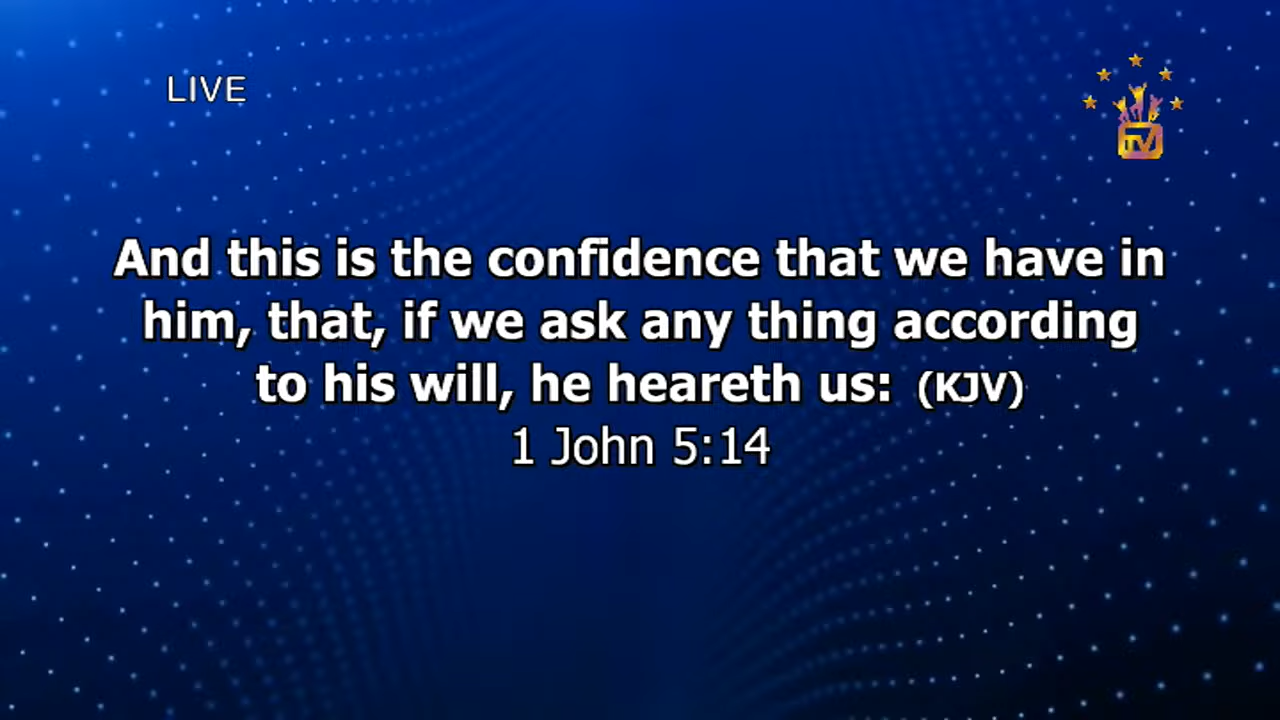 LIVE
TV
And this is the confidence that we have in
him, that, if we ask any thing according
to his will, he heareth us: (KJV)
1 John 5:14